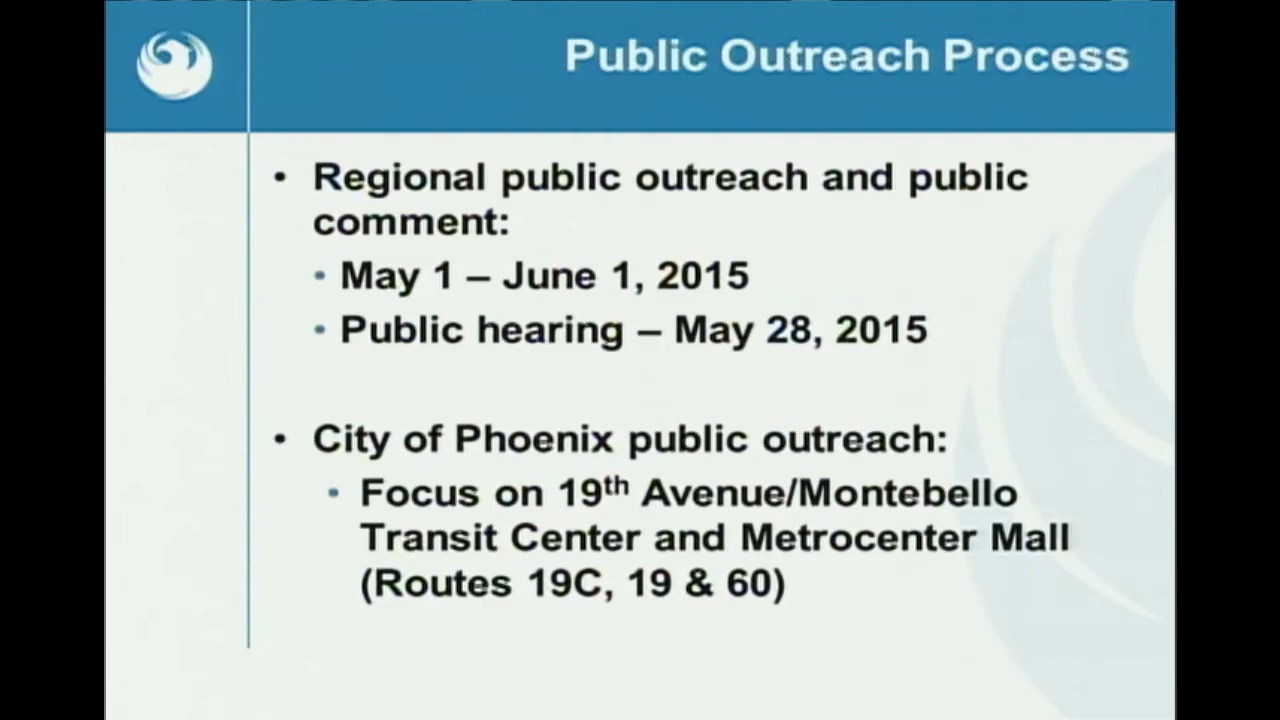 Public Outreach Process
• Regional public outreach and public
comment:
• May 1 – June 1, 2015
• Public hearing – May 28, 2015
• City of Phoenix public outreach:
• Focus on 19th Avenue/Montebello
Transit Center and Metrocenter Mall
(Routes 19C, 19 & 60)